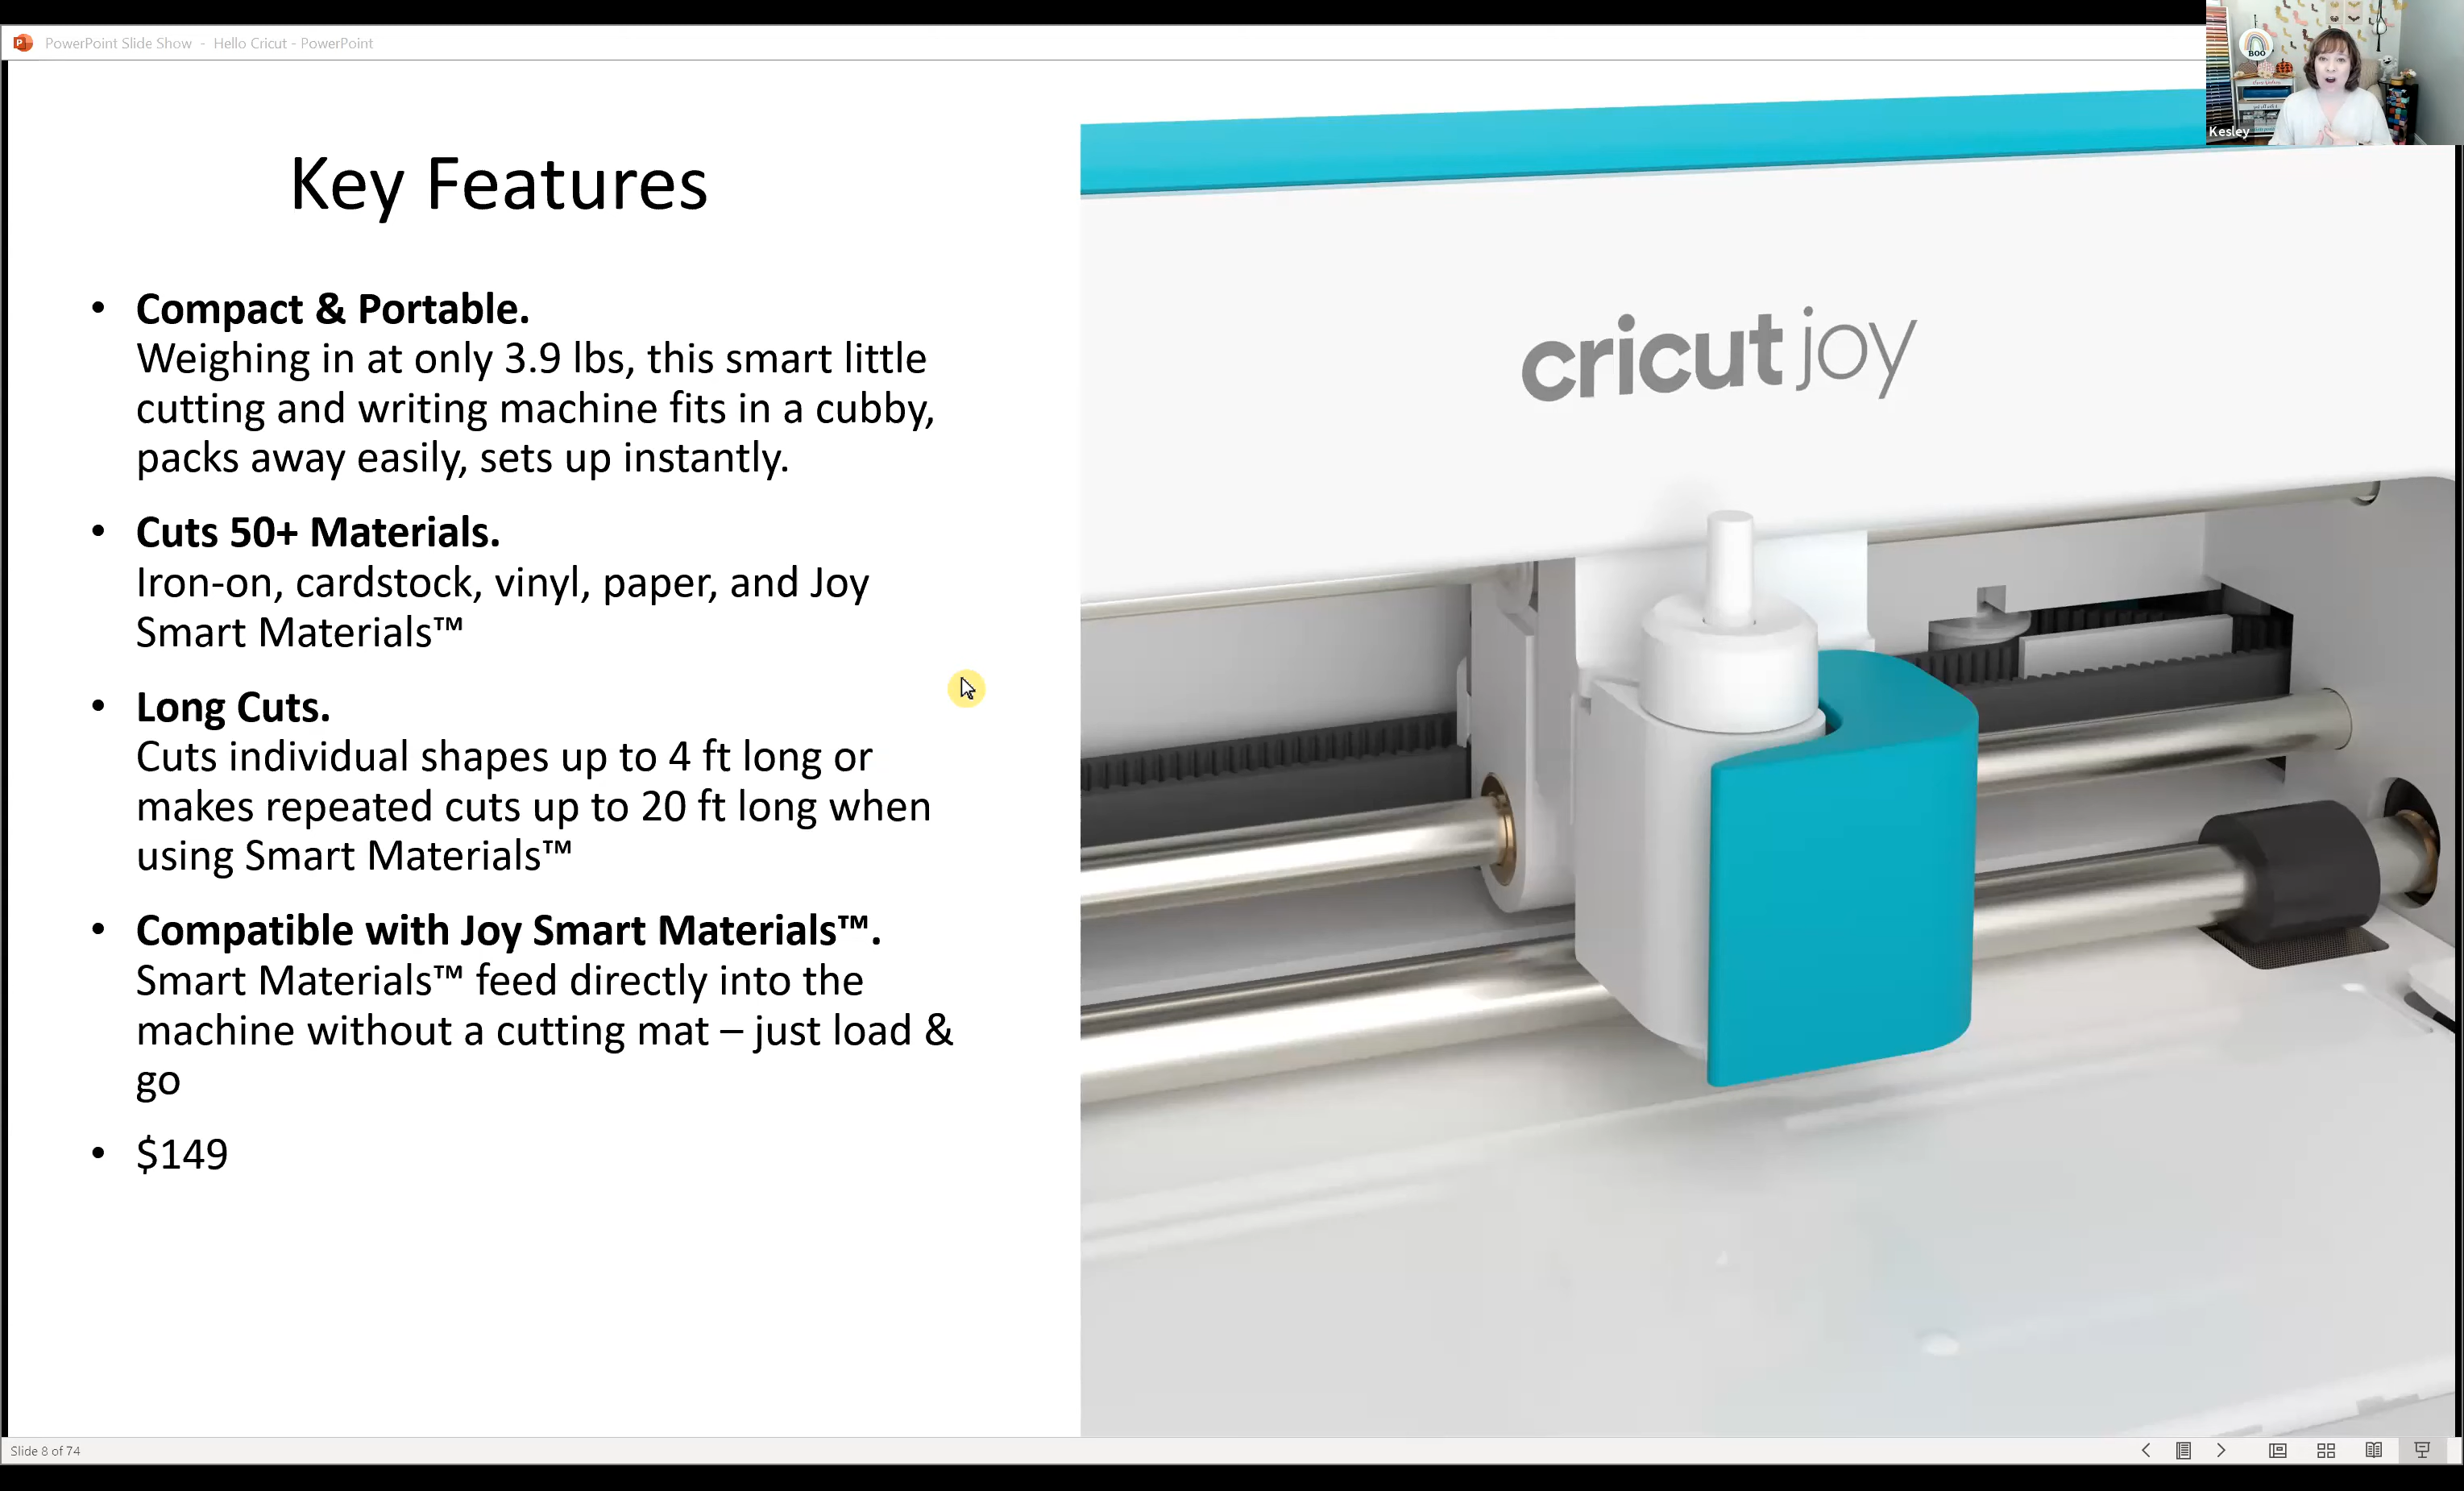 PowerPoint Slide Show - Hello Cricut - PowerPoint
BOO
Kesley
Key Features
• Compact & Portable.
Weighing in at only 3.9 lbs, this smart little
cutting and writing machine fits in a cubby,
packs away easily, sets up instantly.
• Cuts 50+ Materials.
Iron-on, cardstock, vinyl, paper, and Joy
Smart Materials™
• Long Cuts.
Cuts individual shapes up to 4 ft long or
makes repeated cuts up to 20 ft long when
using Smart Materials™
• Compatible with Joy Smart Materials™.
Smart Materials™ feed directly into the
machine without a cutting mat – just load &
go
• $149
cricut joy
Slide 8 of 74